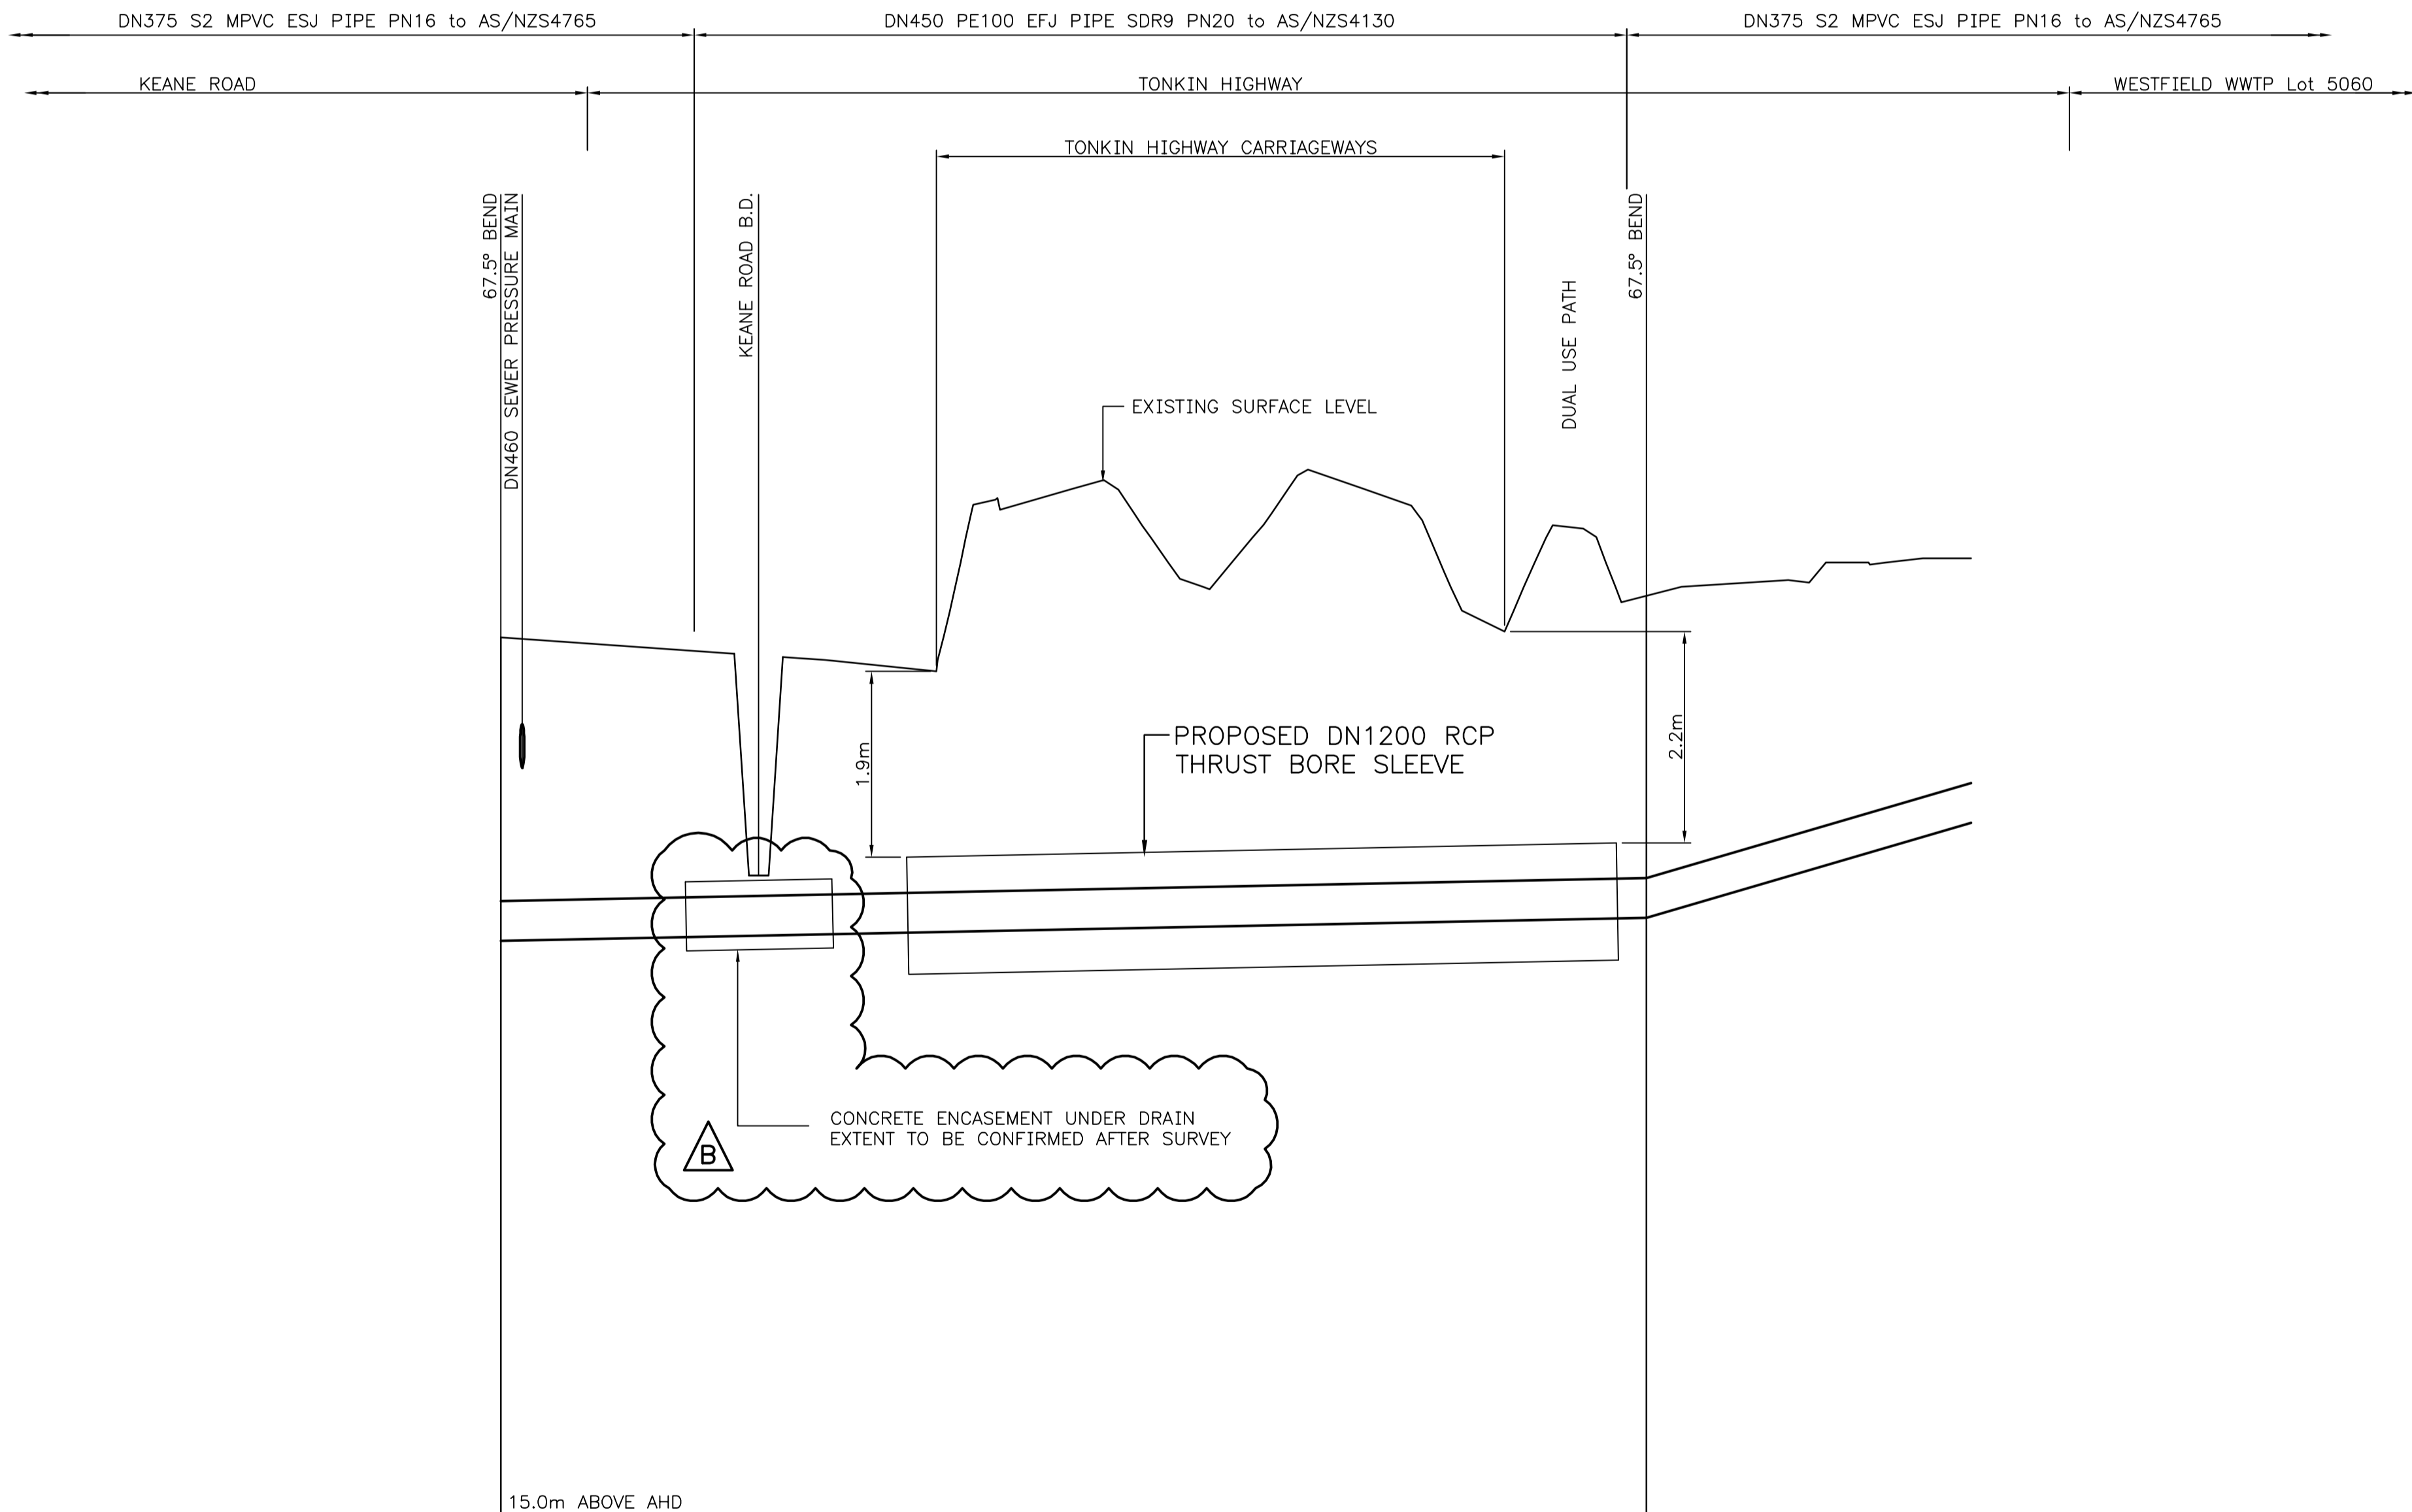 DN375 S2 MPVC ESJ PIPE PN16 to AS/NZS4765
DN450 PE100 EFJ PIPE SDR9 PN20 to AS/NZS4130
DN375 S2 MPVC ESJ PIPE PN16 to AS/NZS4765
KEANE ROAD
TONKIN HIGHWAY
WESTFIELD WWTP Lot 5060
TONKIN HIGHWAY CARRIAGEWAYS
67.5° BEND
DN460 SEWER PRESSURE MAIN
KEANE ROAD B.D.
DUAL USE PATH
67.5° BEND
EXISTING SURFACE LEVEL
1.9m
PROPOSED DN1200 RCP
THRUST BORE SLEEVE
2.2m
CONCRETE ENCASEMENT UNDER DRAIN
EXTENT TO BE CONFIRMED AFTER SURVEY
B
15.0m ABOVE AHD